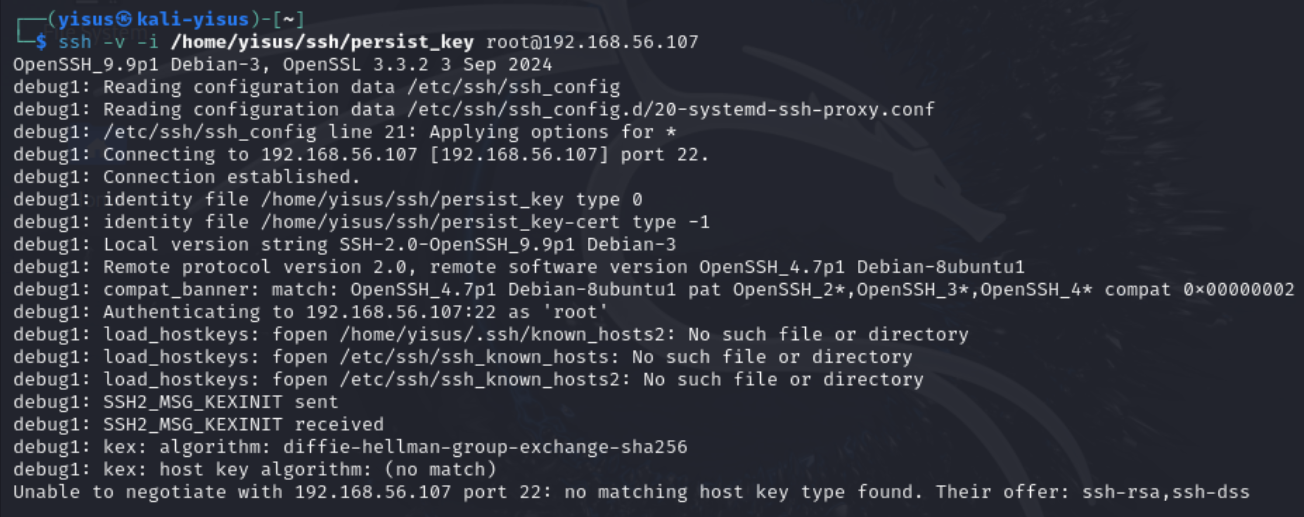 ┌──(yisus㉿kali-yisus)-[~]
└─$ ssh -v -i /home/yisus/ssh/persist_key root@192.168.56.107
OpenSSH_9.9p1 Debian-3, OpenSSL 3.3.2 3 Sep 2024
debug1: Reading configuration data /etc/ssh/ssh_config
debug1: Reading configuration data /etc/ssh/ssh_config.d/20-systemd-ssh-proxy.conf
debug1: /etc/ssh/ssh_config line 21: Applying options for *
debug1: Connecting to 192.168.56.107 [192.168.56.107] port 22.
debug1: Connection established.
debug1: identity file /home/yisus/ssh/persist_key type 0
debug1: identity file /home/yisus/ssh/persist_key-cert type -1
debug1: Local version string SSH-2.0-OpenSSH_9.9p1 Debian-3
debug1: Remote protocol version 2.0, remote software version OpenSSH_4.7p1 Debian-8ubuntu1
debug1: compat_banner: match: OpenSSH_4.7p1 Debian-8ubuntu1 pat OpenSSH_2*,OpenSSH_3*,OpenSSH_4* compat 0x00000002
debug1: Authenticating to 192.168.56.107:22 as 'root'
debug1: load_hostkeys: fopen /home/yisus/.ssh/known_hosts2: No such file or directory
debug1: load_hostkeys: fopen /etc/ssh/ssh_known_hosts: No such file or directory
debug1: load_hostkeys: fopen /etc/ssh/ssh_known_hosts2: No such file or directory
debug1: SSH2_MSG_KEXINIT sent
debug1: SSH2_MSG_KEXINIT received
debug1: kex: algorithm: diffie-hellman-group-exchange-sha256
debug1: kex: host key algorithm: (no match)
Unable to negotiate with 192.168.56.107 port 22: no matching host key type found. Their offer: ssh-rsa,ssh-dss